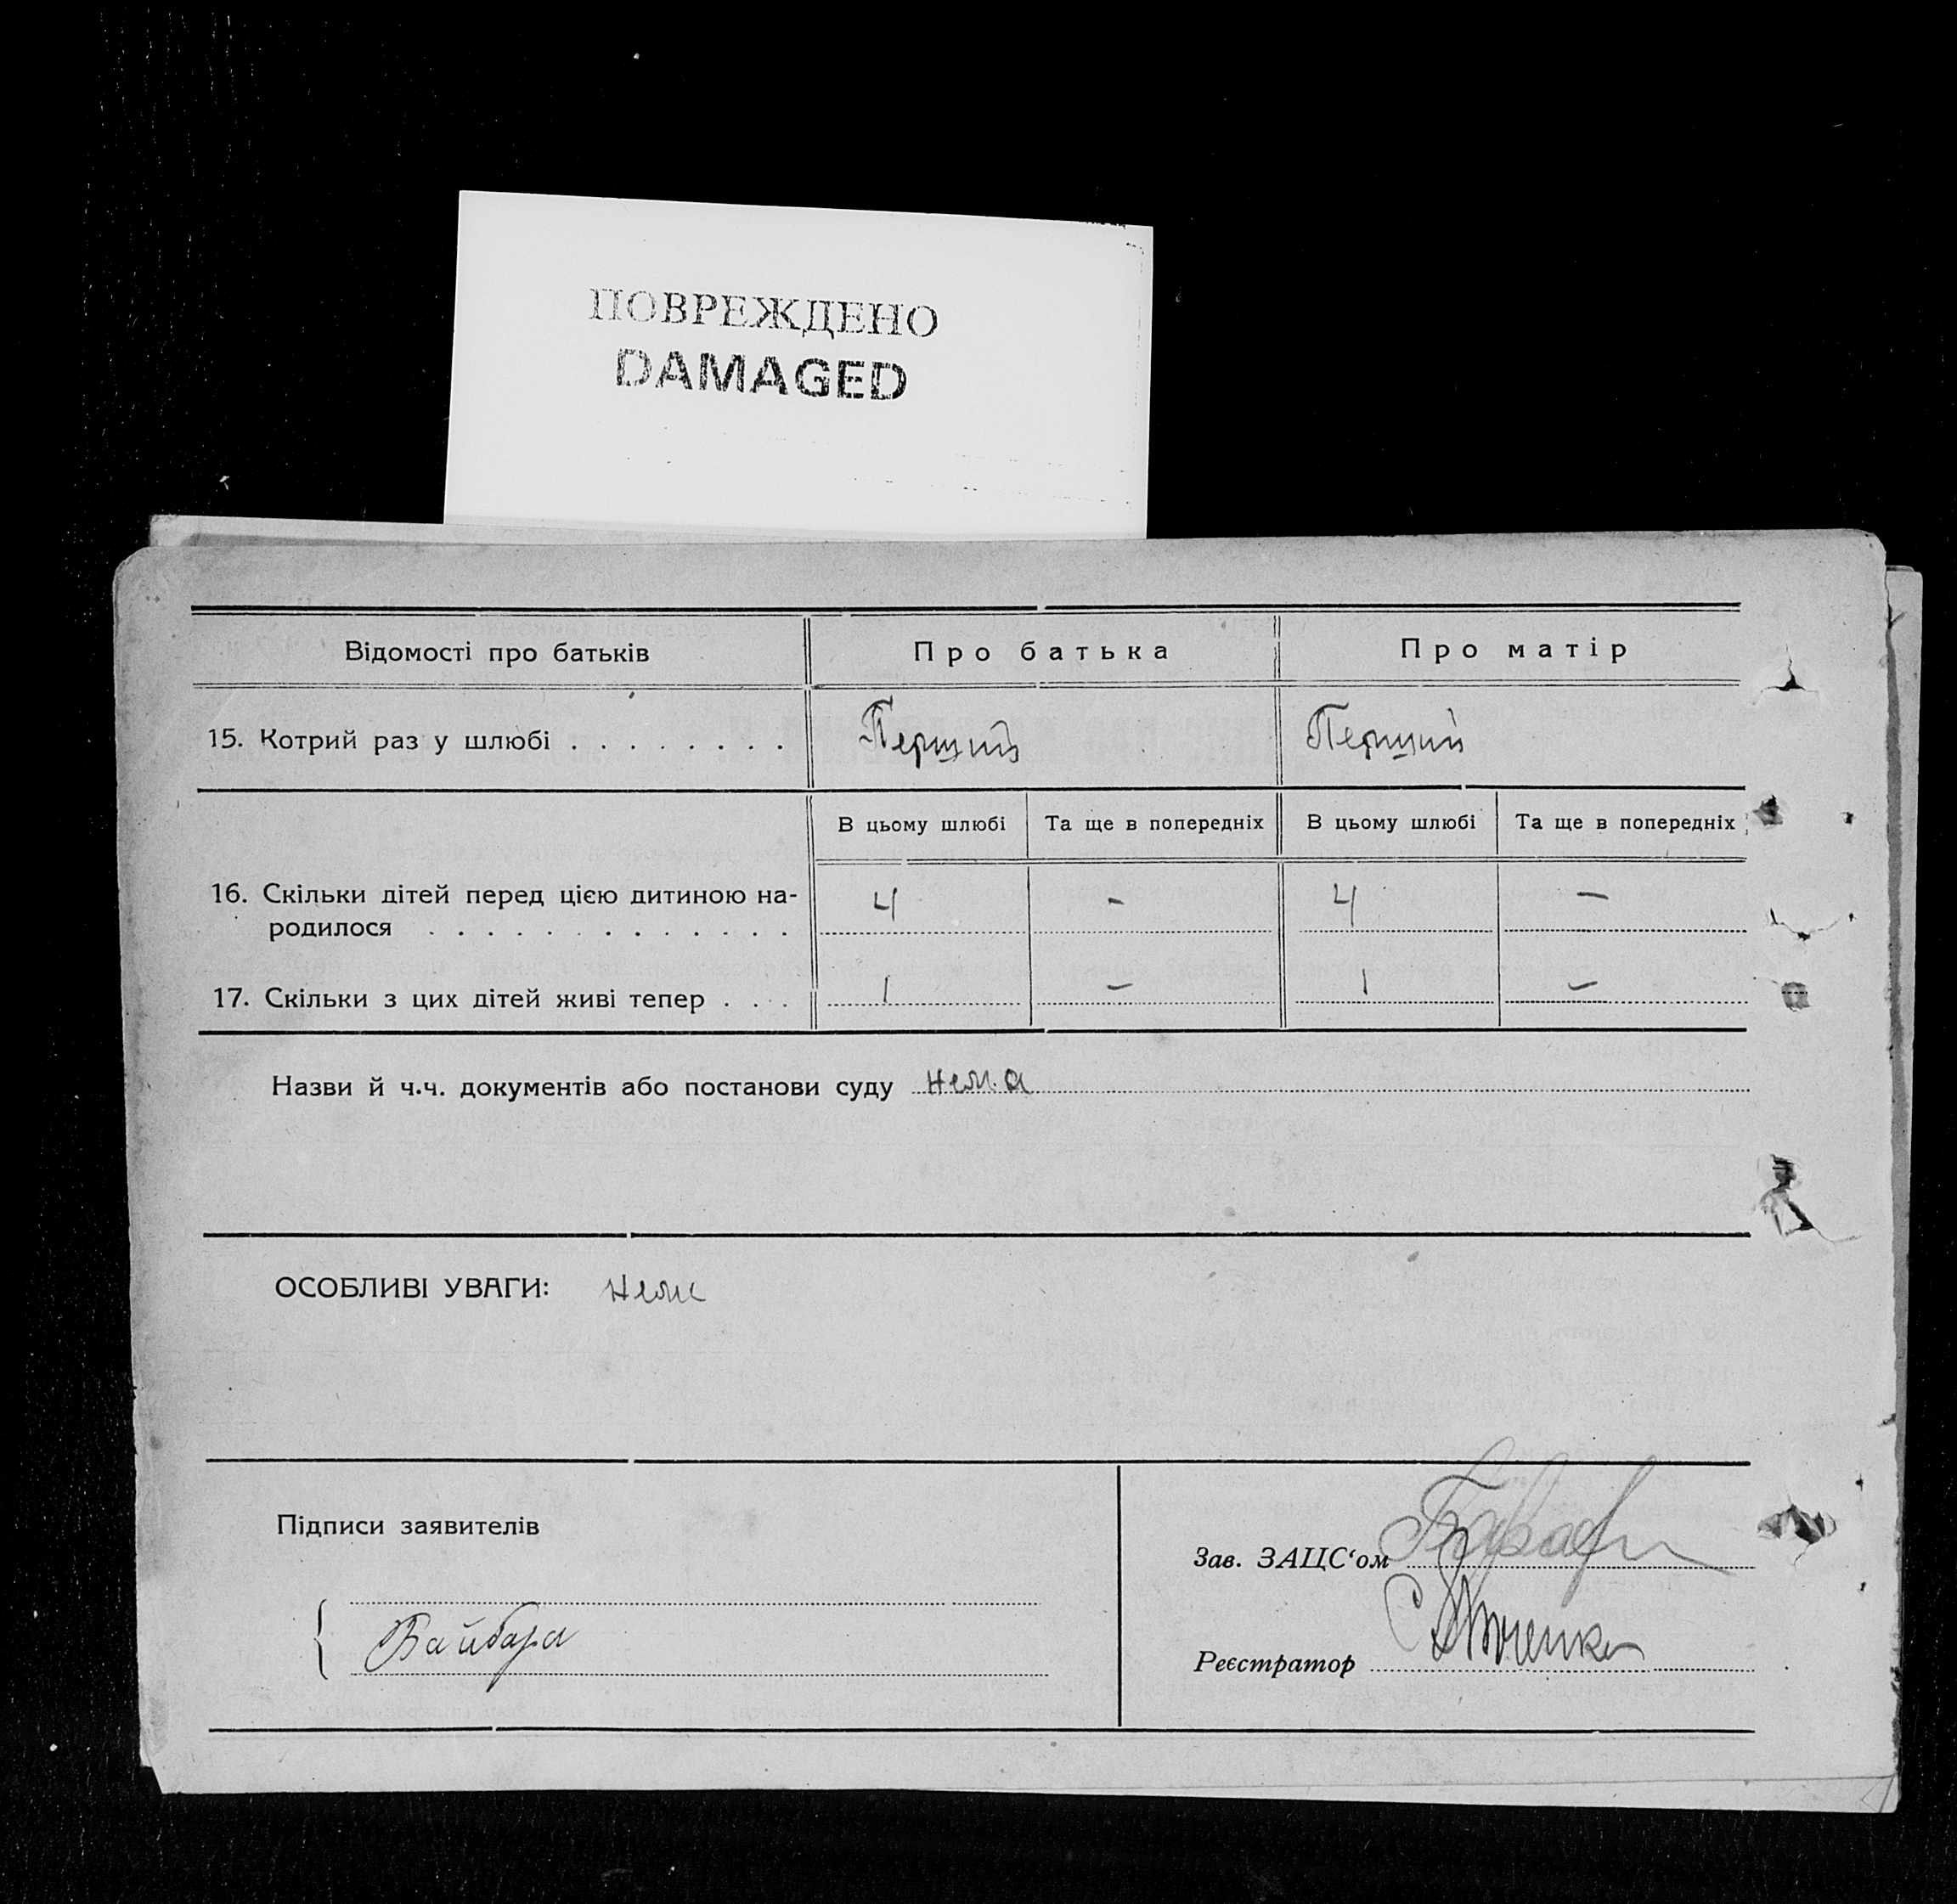 ПОВРЕЖДЕНО
DAMAGED
Відомості про батьків Про батька Про матір
15. Котрий раз у шлюбі . . . . . . . . Перший Перший
В цьому шлюбі Та ще в попередніх В цьому шлюбі Та ще в попередніх
16. Скільки дітей перед цією дитиною на-
родилося . . . . . . . . . . . . . 4 - 4 -
17. Скільки з цих дітей живі тепер . . . 1 - 1 -
Назви й ч.ч. документів або постанови суду нема
ОСОБЛИВІ УВАГИ: нема
Підписи заявителів
Зав. ЗАЦС‘ом
Байбара
Реєстратор